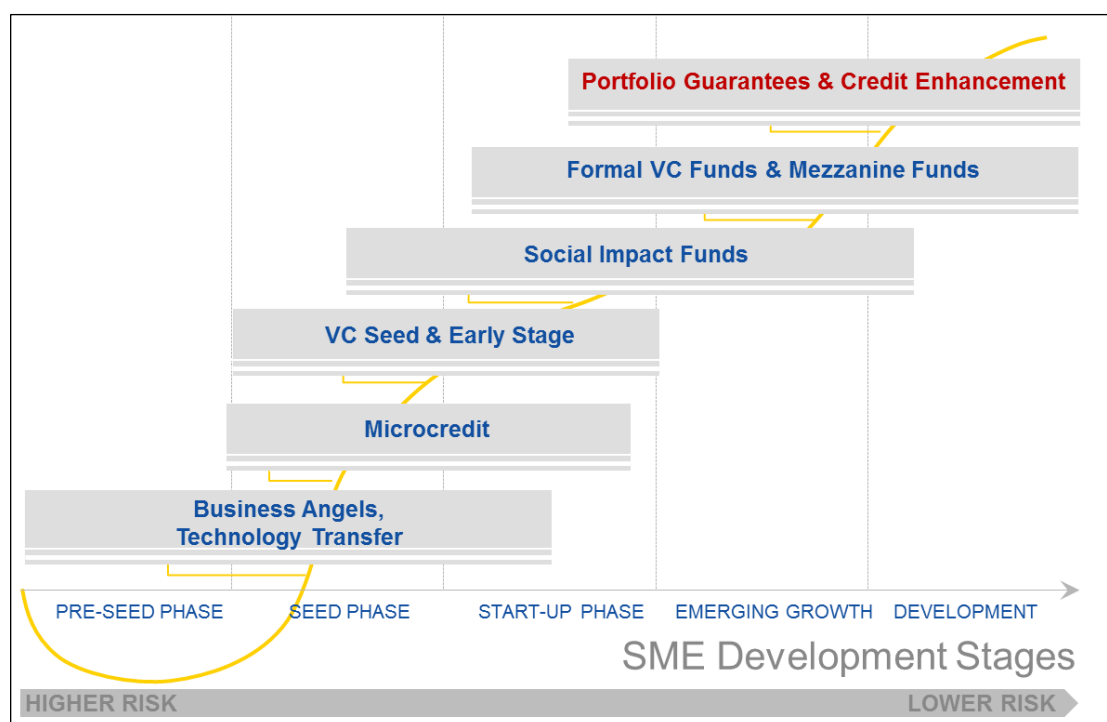 Portfolio Guarantees & Credit Enhancement
Formal VC Funds & Mezzanine Funds
Social Impact Funds
VC Seed & Early Stage
Microcredit
Business Angels,
Technology Transfer
PRE-SEED PHASE SEED PHASE START-UP PHASE EMERGING GROWTH DEVELOPMENT
SME Development Stages
HIGHER RISK LOWER RISK